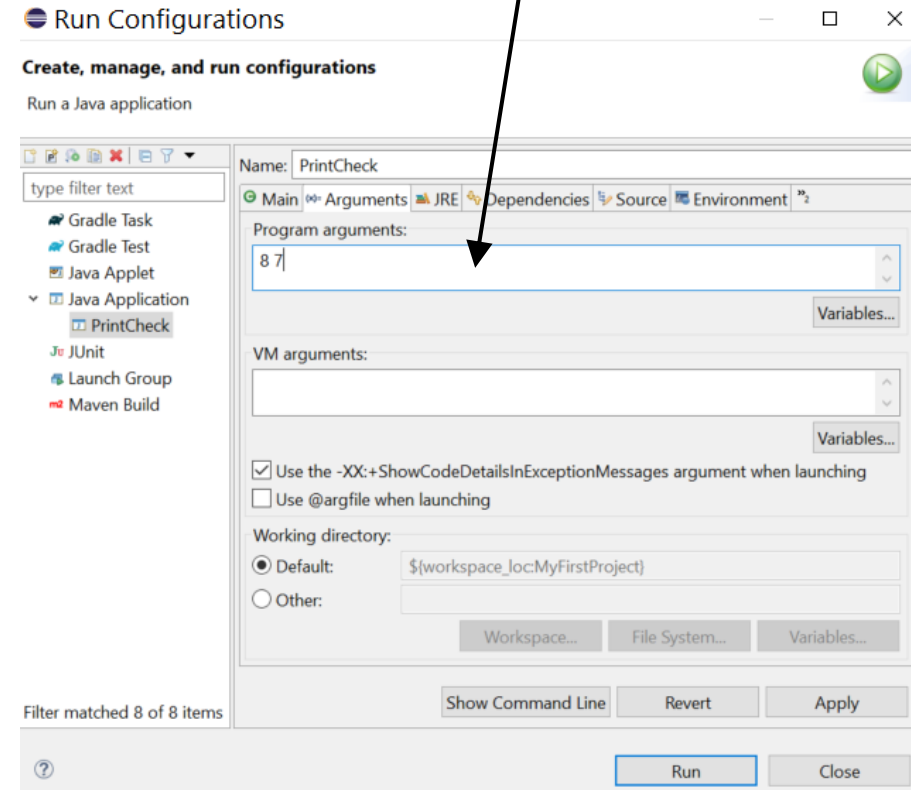 Run Configurations
Create, manage, and run configurations
Run a Java application
type filter text
Gradle Task
Gradle Test
Java Applet
Java Application
PrintCheck
JUnit
Launch Group
Maven Build
Filter matched 8 of 8 items
Name: PrintCheck
Main Arguments JRE Dependencies Source Environment »2
Program arguments:
8 7
Variables...
VM arguments:
Variables...
Use the -XX:+ShowCodeDetailsInExceptionMessages argument when launching
Use @argfile when launching
Working directory:
Default: ${workspace_loc:MyFirstProject}
Other:
Workspace... File System... Variables...
Show Command Line Revert Apply
Run Close